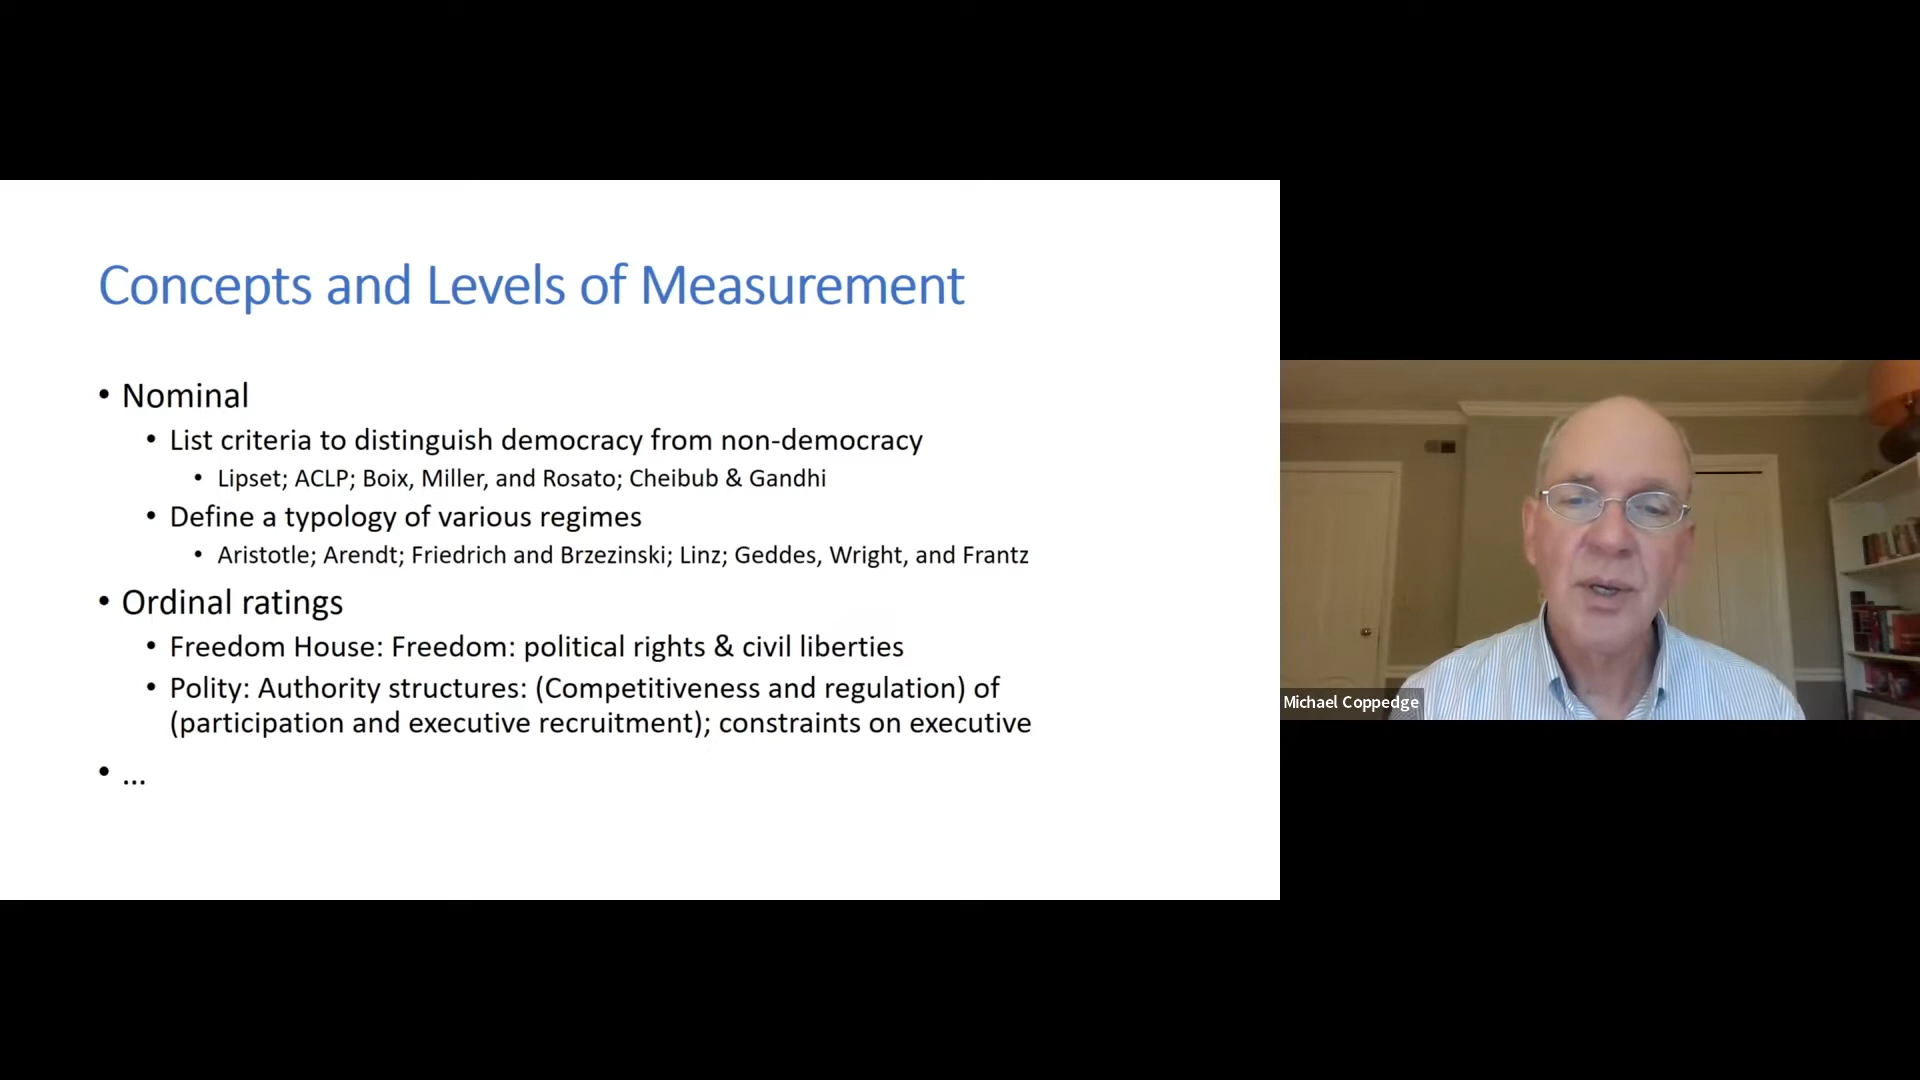 Concepts and Levels of Measurement
• Nominal
• List criteria to distinguish democracy from non-democracy
• Lipset; ACLP; Boix, Miller, and Rosato; Cheibub & Gandhi
• Define a typology of various regimes
• Aristotle; Arendt; Friedrich and Brzezinski; Linz; Geddes, Wright, and Frantz
• Ordinal ratings
• Freedom House: Freedom: political rights & civil liberties
• Polity: Authority structures: (Competitiveness and regulation) of
(participation and executive recruitment); constraints on executive
• ...
Michael Coppedge